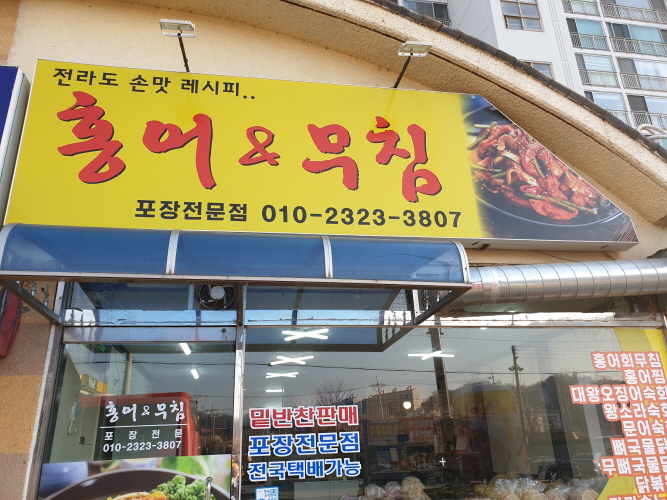 전라도 손맛 레시피..
홍어 & 무침
포장전문점 010-2323-3807
홍어 & 무침
포장전문
010-2323-3807
밑반찬판매
포장전문점
전국택배가능
홍어회무침
홍어찜
대왕오징어숙회
왕소라숙
문어숙
뼈국물닭
무뼈국물닭
닭볶